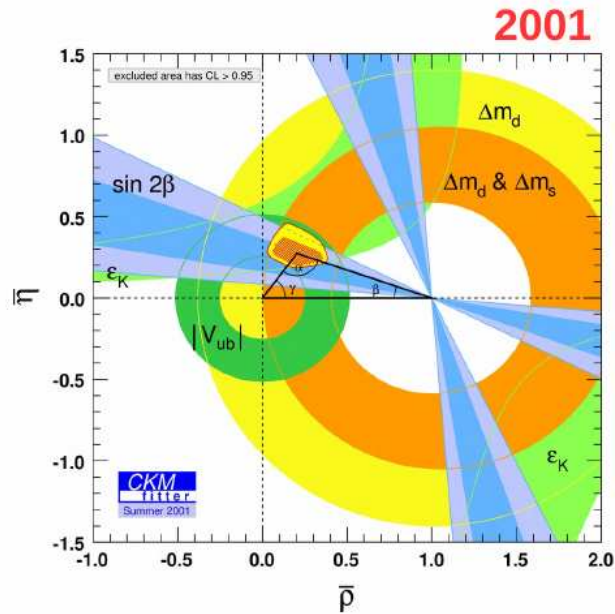 2001
excluded area has CL > 0.95
1.5
1.0
0.5
0.0
-0.5
-1.0
-1.5
-1.0
-0.5
0.0
0.5
1.0
1.5
2.0
η̄
ρ̄
Δm_d
Δm_d & Δm_s
sin 2β
ε_K
α
γ
β
|V_ub|
ε_K
CKM
fitter
Summer 2001